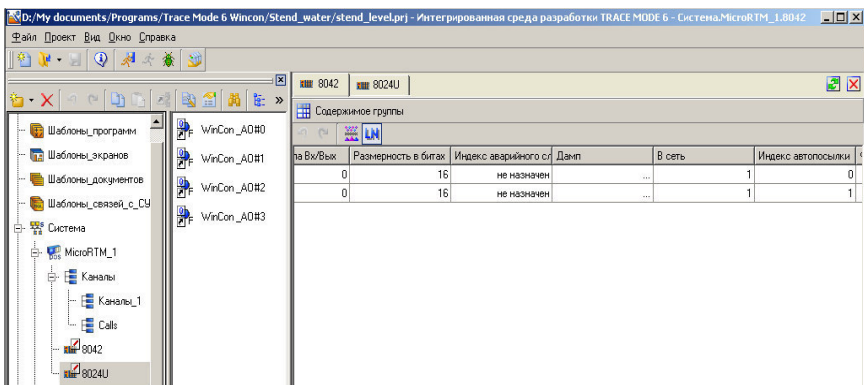 D:/My documents/Programs/Trace Mode 6 Wincon/Stend_water/stend_level.prj - Интегрированная среда разработки TRACE MODE 6 - Система.MicroRTM_1.8042
Файл Проект Вид Окно Справка
8042 8024U
Содержимое группы
па Вх/Вых Размерность в битах Индекс аварийного сл Дамп В сеть Индекс автопосылки
0 16 не назначен ... 1 0
0 16 не назначен ... 1 1
Шаблоны_программ
Шаблоны_экранов
Шаблоны_документов
Шаблоны_связей_с_СУ
Система
MicroRTM_1
Каналы
Каналы_1
Calls
8042
8024U
WinCon_AO#0
WinCon_AO#1
WinCon_AO#2
WinCon_AO#3